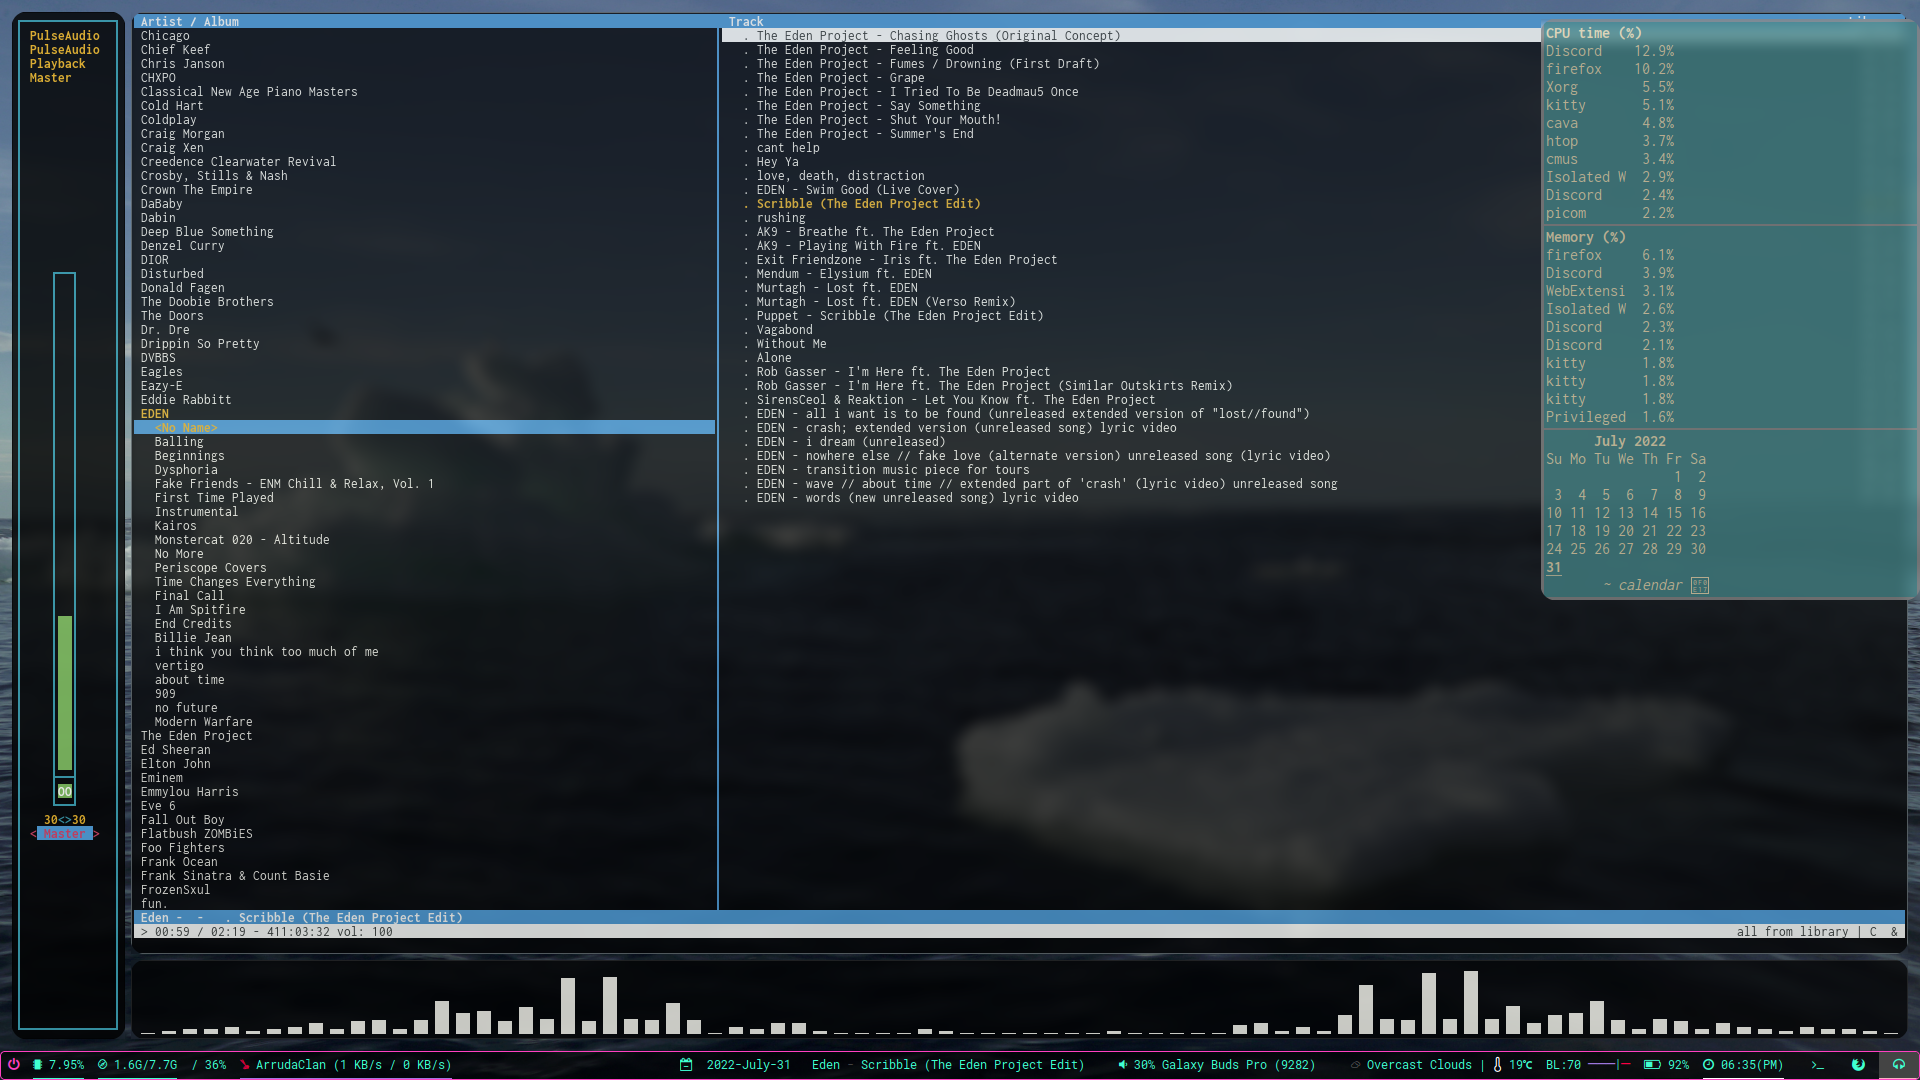 PulseAudio
PulseAudio
Playback
Master
OO
30<>30
< Master >
Artist / Album
Chicago
Chief Keef
Chris Janson
CHXPO
Classical New Age Piano Masters
Cold Hart
Coldplay
Craig Morgan
Craig Xen
Creedence Clearwater Revival
Crosby, Stills & Nash
Crown The Empire
DaBaby
Dabin
Deep Blue Something
Denzel Curry
DIOR
Disturbed
Donald Fagen
The Doobie Brothers
The Doors
Dr. Dre
Drippin So Pretty
DVBBS
Eagles
Eazy-E
Eddie Rabbitt
EDEN
<No Name>
Balling
Beginnings
Dysphoria
Fake Friends - ENM Chill & Relax, Vol. 1
First Time Played
Instrumental
Kairos
Monstercat 020 - Altitude
No More
Periscope Covers
Time Changes Everything
Final Call
I Am Spitfire
End Credits
Billie Jean
i think you think too much of me
vertigo
about time
909
no future
Modern Warfare
The Eden Project
Ed Sheeran
Elton John
Eminem
Emmylou Harris
Eve 6
Fall Out Boy
Flatbush ZOMBiES
Foo Fighters
Frank Ocean
Frank Sinatra & Count Basie
FrozenSxul
fun.
Track
. The Eden Project - Chasing Ghosts (Original Concept)
. The Eden Project - Feeling Good
. The Eden Project - Fumes / Drowning (First Draft)
. The Eden Project - Grape
. The Eden Project - I Tried To Be Deadmau5 Once
. The Eden Project - Say Something
. The Eden Project - Shut Your Mouth!
. The Eden Project - Summer's End
. cant help
. Hey Ya
. love, death, distraction
. EDEN - Swim Good (Live Cover)
. Scribble (The Eden Project Edit)
. rushing
. AK9 - Breathe ft. The Eden Project
. AK9 - Playing With Fire ft. EDEN
. Exit Friendzone - Iris ft. The Eden Project
. Mendum - Elysium ft. EDEN
. Murtagh - Lost ft. EDEN
. Murtagh - Lost ft. EDEN (Verso Remix)
. Puppet - Scribble (The Eden Project Edit)
. Vagabond
. Without Me
. Alone
. Rob Gasser - I'm Here ft. The Eden Project
. Rob Gasser - I'm Here ft. The Eden Project (Similar Outskirts Remix)
. SirensCeol & Reaktion - Let You Know ft. The Eden Project
. EDEN - all i want is to be found (unreleased extended version of "lost//found")
. EDEN - crash; extended version (unreleased song) lyric video
. EDEN - i dream (unreleased)
. EDEN - nowhere else // fake love (alternate version) unreleased song (lyric video)
. EDEN - transition music piece for tours
. EDEN - wave // about time // extended part of 'crash' (lyric video) unreleased song
. EDEN - words (new unreleased song) lyric video
CPU time (%)
Discord 12.9%
firefox 10.2%
Xorg 5.5%
kitty 5.1%
cava 4.8%
htop 3.7%
cmus 3.4%
Isolated W 2.9%
Discord 2.4%
picom 2.2%
Memory (%)
firefox 6.1%
Discord 3.9%
WebExtensi 3.1%
Isolated W 2.6%
Discord 2.3%
Discord 2.1%
kitty 1.8%
kitty 1.8%
kitty 1.8%
Privileged 1.6%
July 2022
Su Mo Tu We Th Fr Sa
1 2
3 4 5 6 7 8 9
10 11 12 13 14 15 16
17 18 19 20 21 22 23
24 25 26 27 28 29 30
31
~ calendar
Eden - - . Scribble (The Eden Project Edit)
> 00:59 / 02:19 - 411:03:32 vol: 100
all from library | C &
7.95% 1.6G/7.7G / 36% ArrudaClan (1 KB/s / 0 KB/s) 2022-July-31 Eden - Scribble (The Eden Project Edit) 30% Galaxy Buds Pro (9282) Overcast Clouds | 19℃ BL:70 92% 06:35(PM) >_